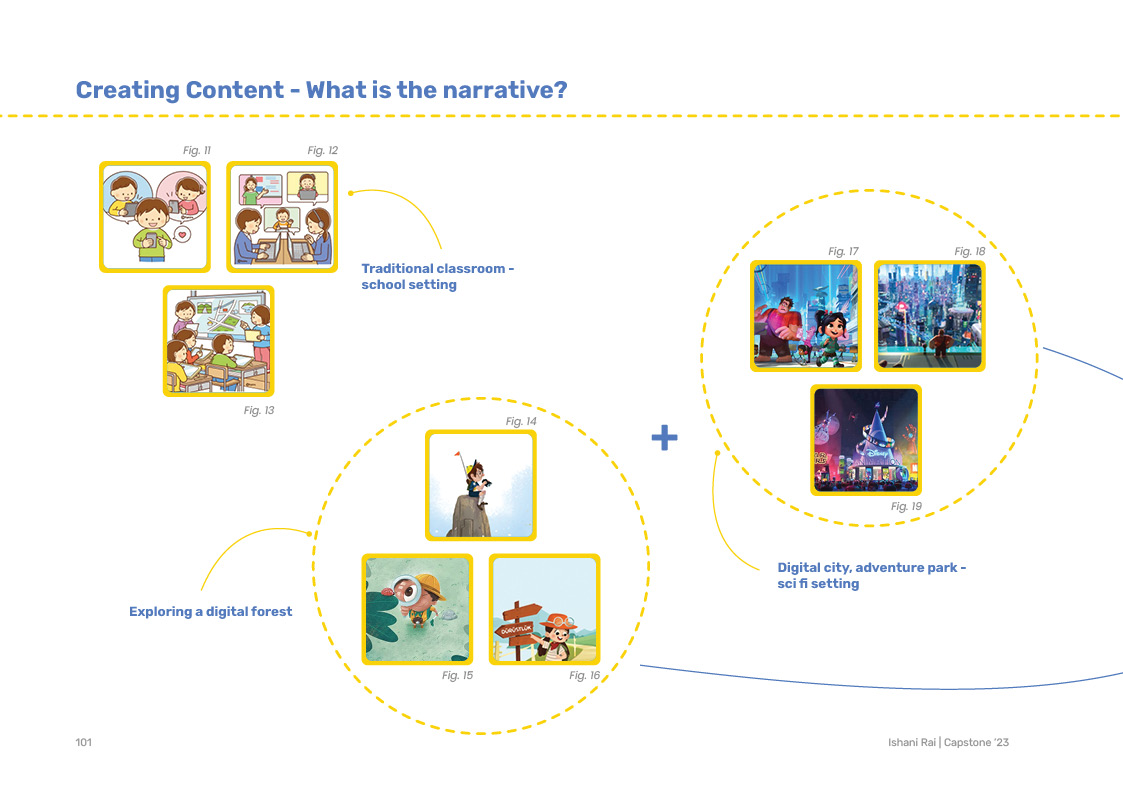 Creating Content - What is the narrative?
Fig. 11
Fig. 12
Traditional classroom -
school setting
Fig. 13
Fig. 17
Fig. 18
Fig. 14
Disney
Fig. 19
Exploring a digital forest
DÜRÜSTLÜK
Digital city, adventure park -
sci fi setting
Fig. 15
Fig. 16
101
Ishani Rai | Capstone '23